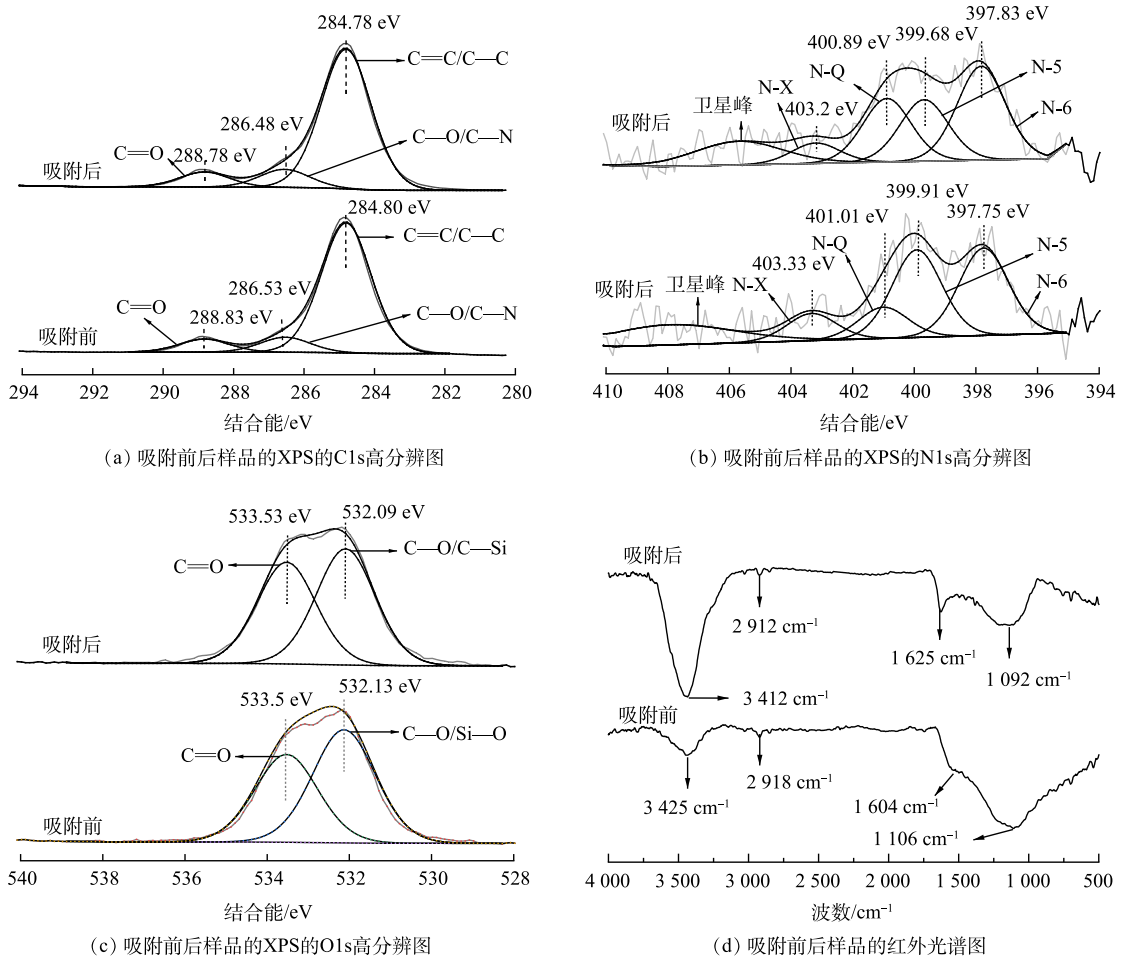 284.78 eV
C=C/C—C
286.48 eV
C—O/C—N
C=O
288.78 eV
吸附后
284.80 eV
C=C/C—C
286.53 eV
C—O/C—N
C=O
288.83 eV
吸附前
294 292 290 288 286 284 282 280
结合能/eV
(a) 吸附前后样品的XPS的C1s高分辨图
397.83 eV
399.68 eV
400.89 eV
N-Q
N-5
N-X
403.2 eV
卫星峰
N-6
吸附后
399.91 eV
401.01 eV
397.75 eV
N-Q
N-5
403.33 eV
卫星峰
N-X
N-6
吸附后
410 408 406 404 402 400 398 396 394
结合能/eV
(b) 吸附前后样品的XPS的N1s高分辨图
533.53 eV
532.09 eV
C—O/C—Si
C=O
吸附后
533.5 eV
532.13 eV
C—O/Si—O
C=O
吸附前
540 538 536 534 532 530 528
结合能/eV
(c) 吸附前后样品的XPS的O1s高分辨图
吸附后
2 912 cm⁻¹
1 625 cm⁻¹
1 092 cm⁻¹
3 412 cm⁻¹
吸附前
2 918 cm⁻¹
3 425 cm⁻¹
1 604 cm⁻¹
1 106 cm⁻¹
4 000 3 500 3 000 2 500 2 000 1 500 1 000 500
波数/cm⁻¹
(d) 吸附前后样品的红外光谱图